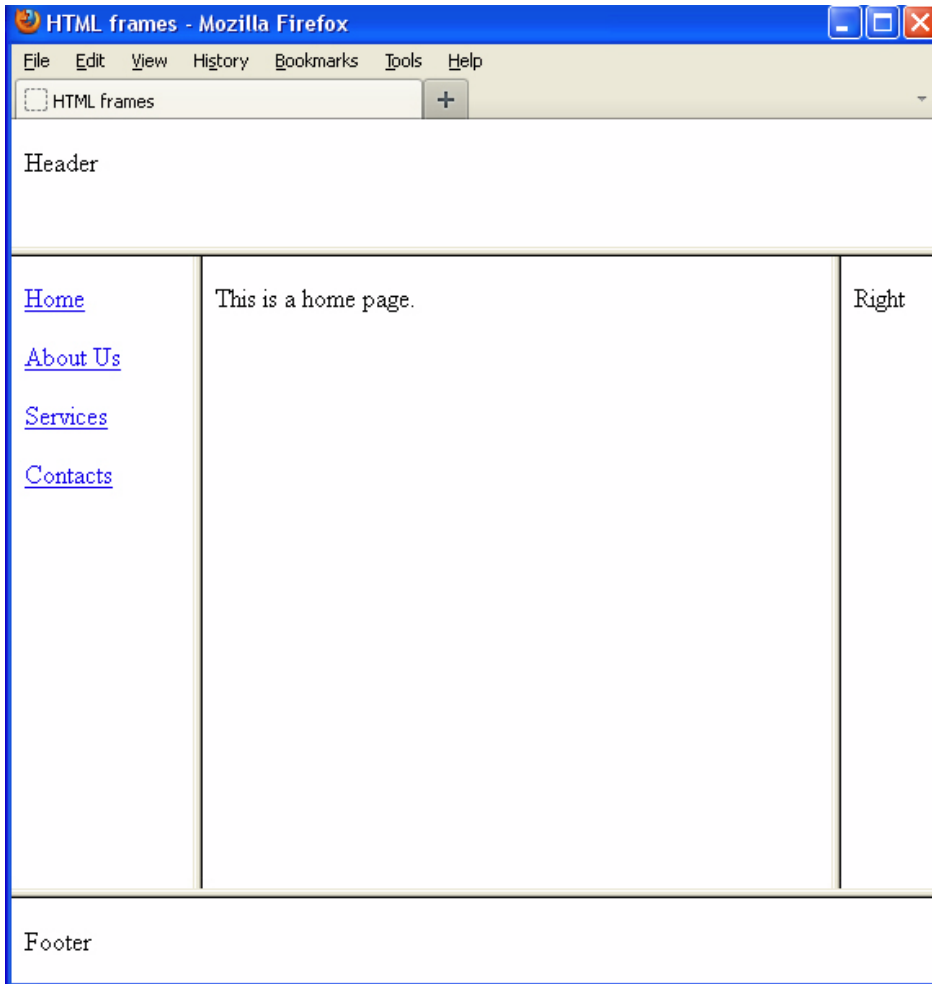 HTML frames - Mozilla Firefox
File Edit View History Bookmarks Tools Help
HTML frames
Header
Home
About Us
Services
Contacts
This is a home page.
Right
Footer